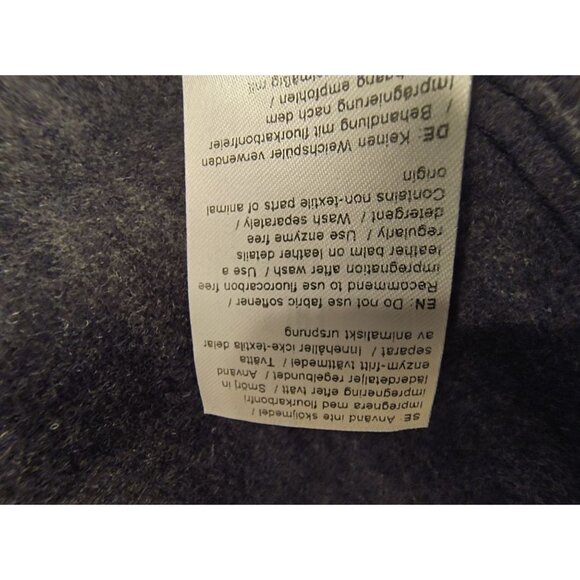 SE: Använd inte sköljmedel /
impregnera med flourkarbonfri
impregnering efter tvätt / Smörj in
läderdetaljer regelbundet / Använd
enzym-fritt tvättmedel / Tvätta
separat / Innehåller icke-textila delar
av animaliskt ursprung
EN: Do not use fabric softener /
Recommend to use fluorocarbon free
impregnation after wash / Use a
leather balm on leather details
regularly / Use enzyme free
detergent / Wash separately /
Contains non-textile parts of animal
origin
DE: Keinen Weichspüler verwenden
/ Behandlung mit fluorkarbonfreier
Imprägnierung nach dem
empfohlen /
mit